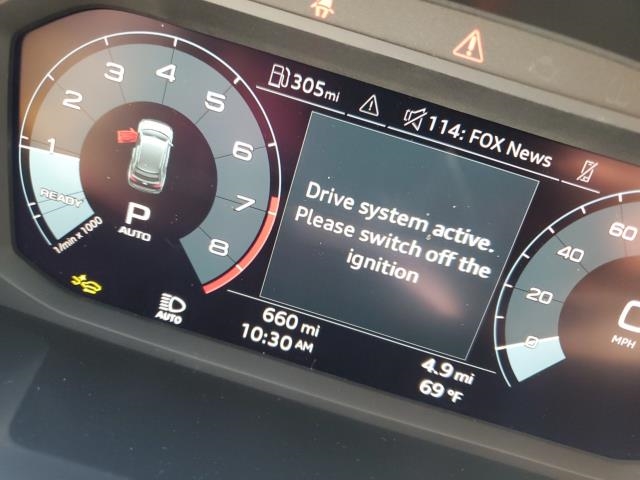 305mi
114: FOX News
1
2
3
4
5
6
7
8
READY
1/min x 1000
P
AUTO
Drive system active.
Please switch off the
ignition
60
40
20
0
MPH
AUTO
660 mi
10:30 AM
4.9 mi
69 °F